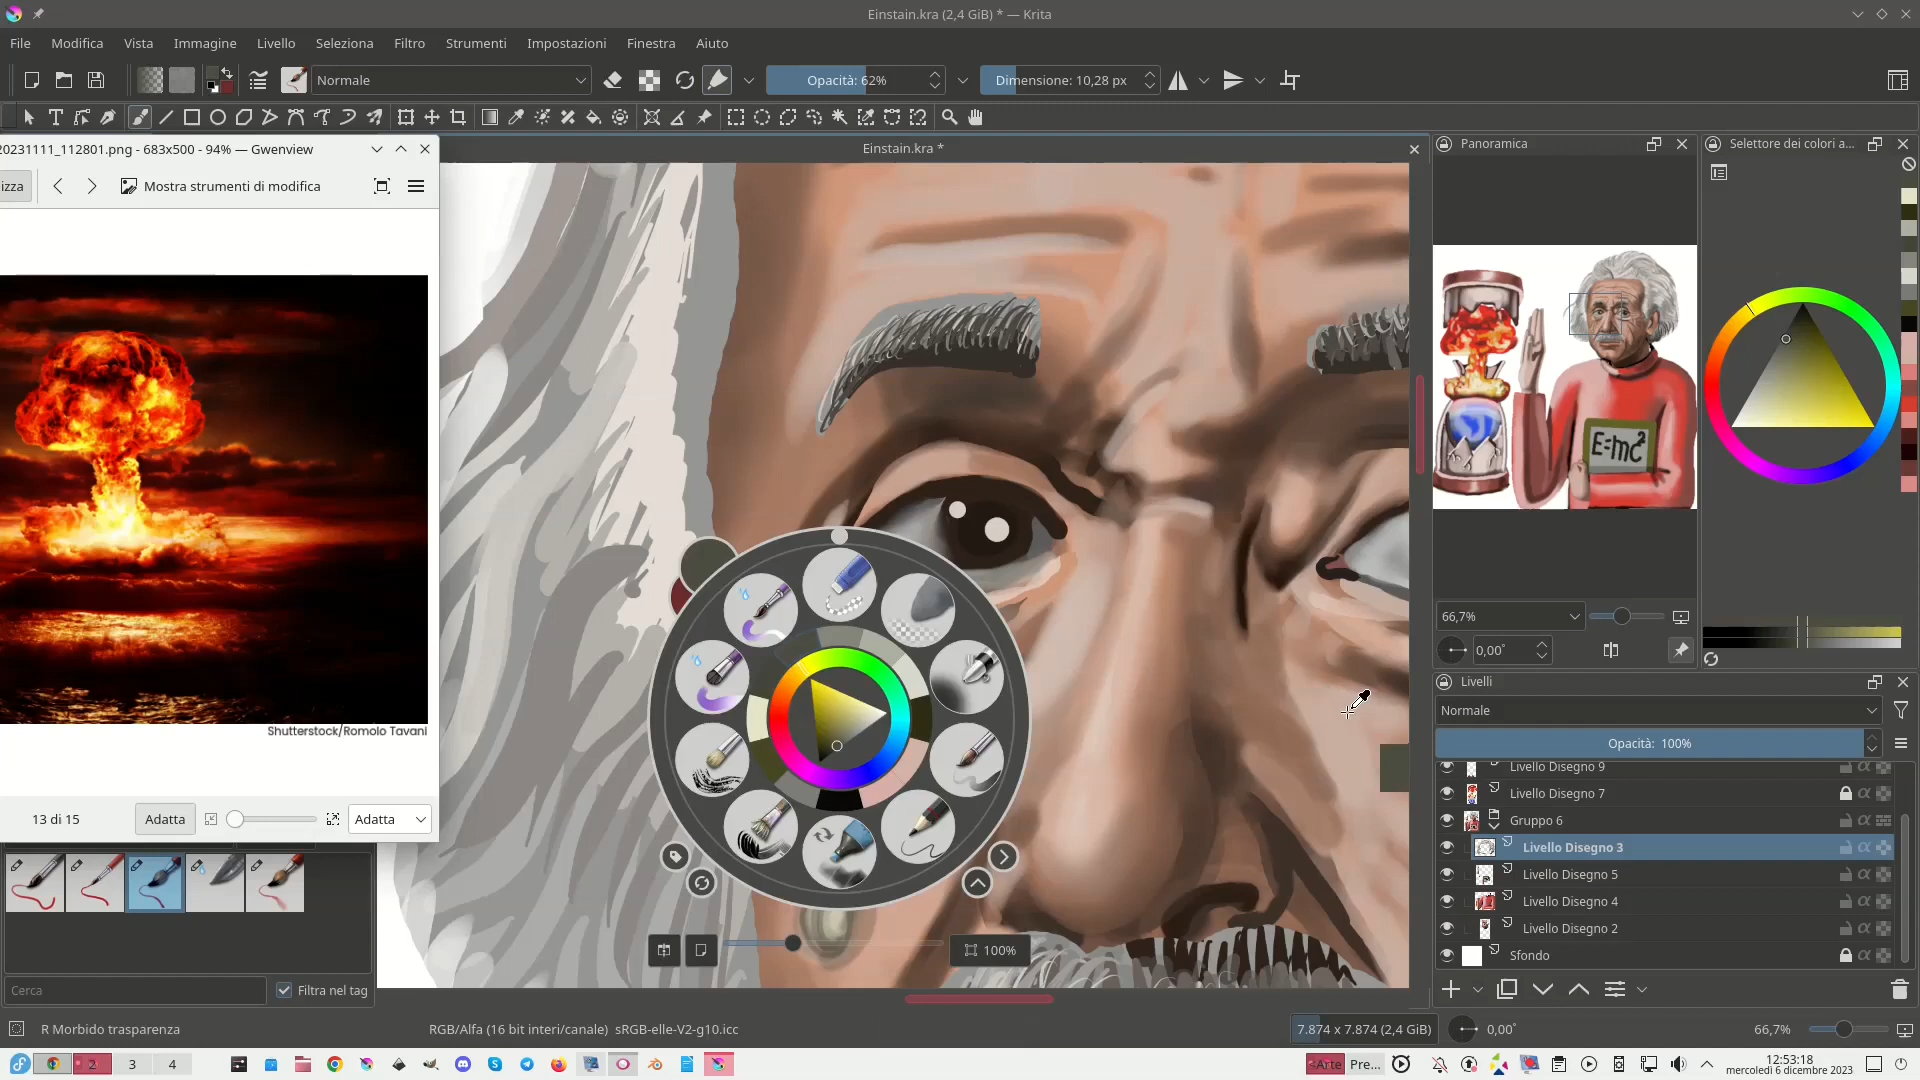 Einstain.kra (2,4 GiB) * — Krita
File Modifica Vista Immagine Livello Seleziona Filtro Strumenti Impostazioni Finestra Aiuto
Normale
Opacità: 62%
Dimensione: 10,28 px
20231111_112801.png - 683x500 - 94% — Gwenview
izza
Mostra strumenti di modifica
Shutterstock/Romolo Tavani
13 di 15
Adatta
Adatta
Einstain.kra *
100%
Cerca
Filtra nel tag
Panoramica
E=mc²
66,7%
0,00°
Selettore dei colori a...
Livelli
Normale
Opacità: 100%
Livello Disegno 9
Livello Disegno 7
Gruppo 6
Livello Disegno 3
Livello Disegno 5
Livello Disegno 4
Livello Disegno 2
Sfondo
R Morbido trasparenza
RGB/Alfa (16 bit interi/canale) sRGB-elle-V2-g10.icc
7.874 x 7.874 (2,4 GiB)
0,00°
66,7%
2 3 4
Arte
Pre...
12:53:18
mercoledì 6 dicembre 2023